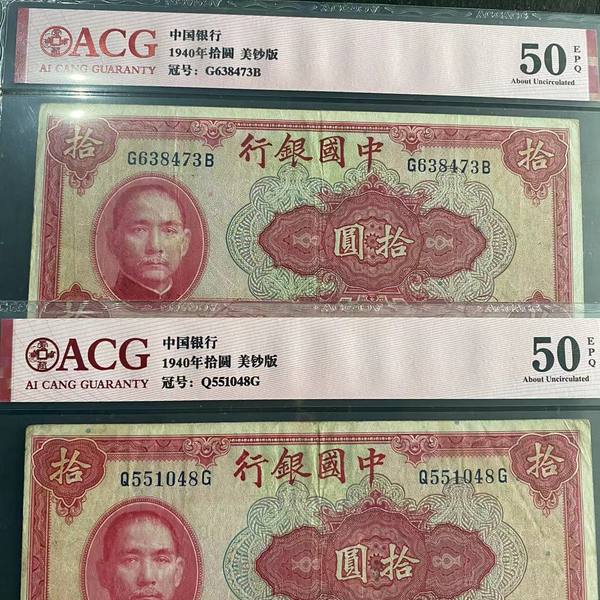 ACG
AI CANG GUARANTY
中国银行
1940年拾圆 美钞版
冠号: G638473B
50
EPQ
About Uncirculated
拾
行銀國中
拾
G638473B
G638473B
圓拾
ACG
AI CANG GUARANTY
中国银行
1940年拾圆 美钞版
冠号: Q551048G
50
EPQ
About Uncirculated
拾
行銀國中
拾
Q551048G
Q551048G
圓拾